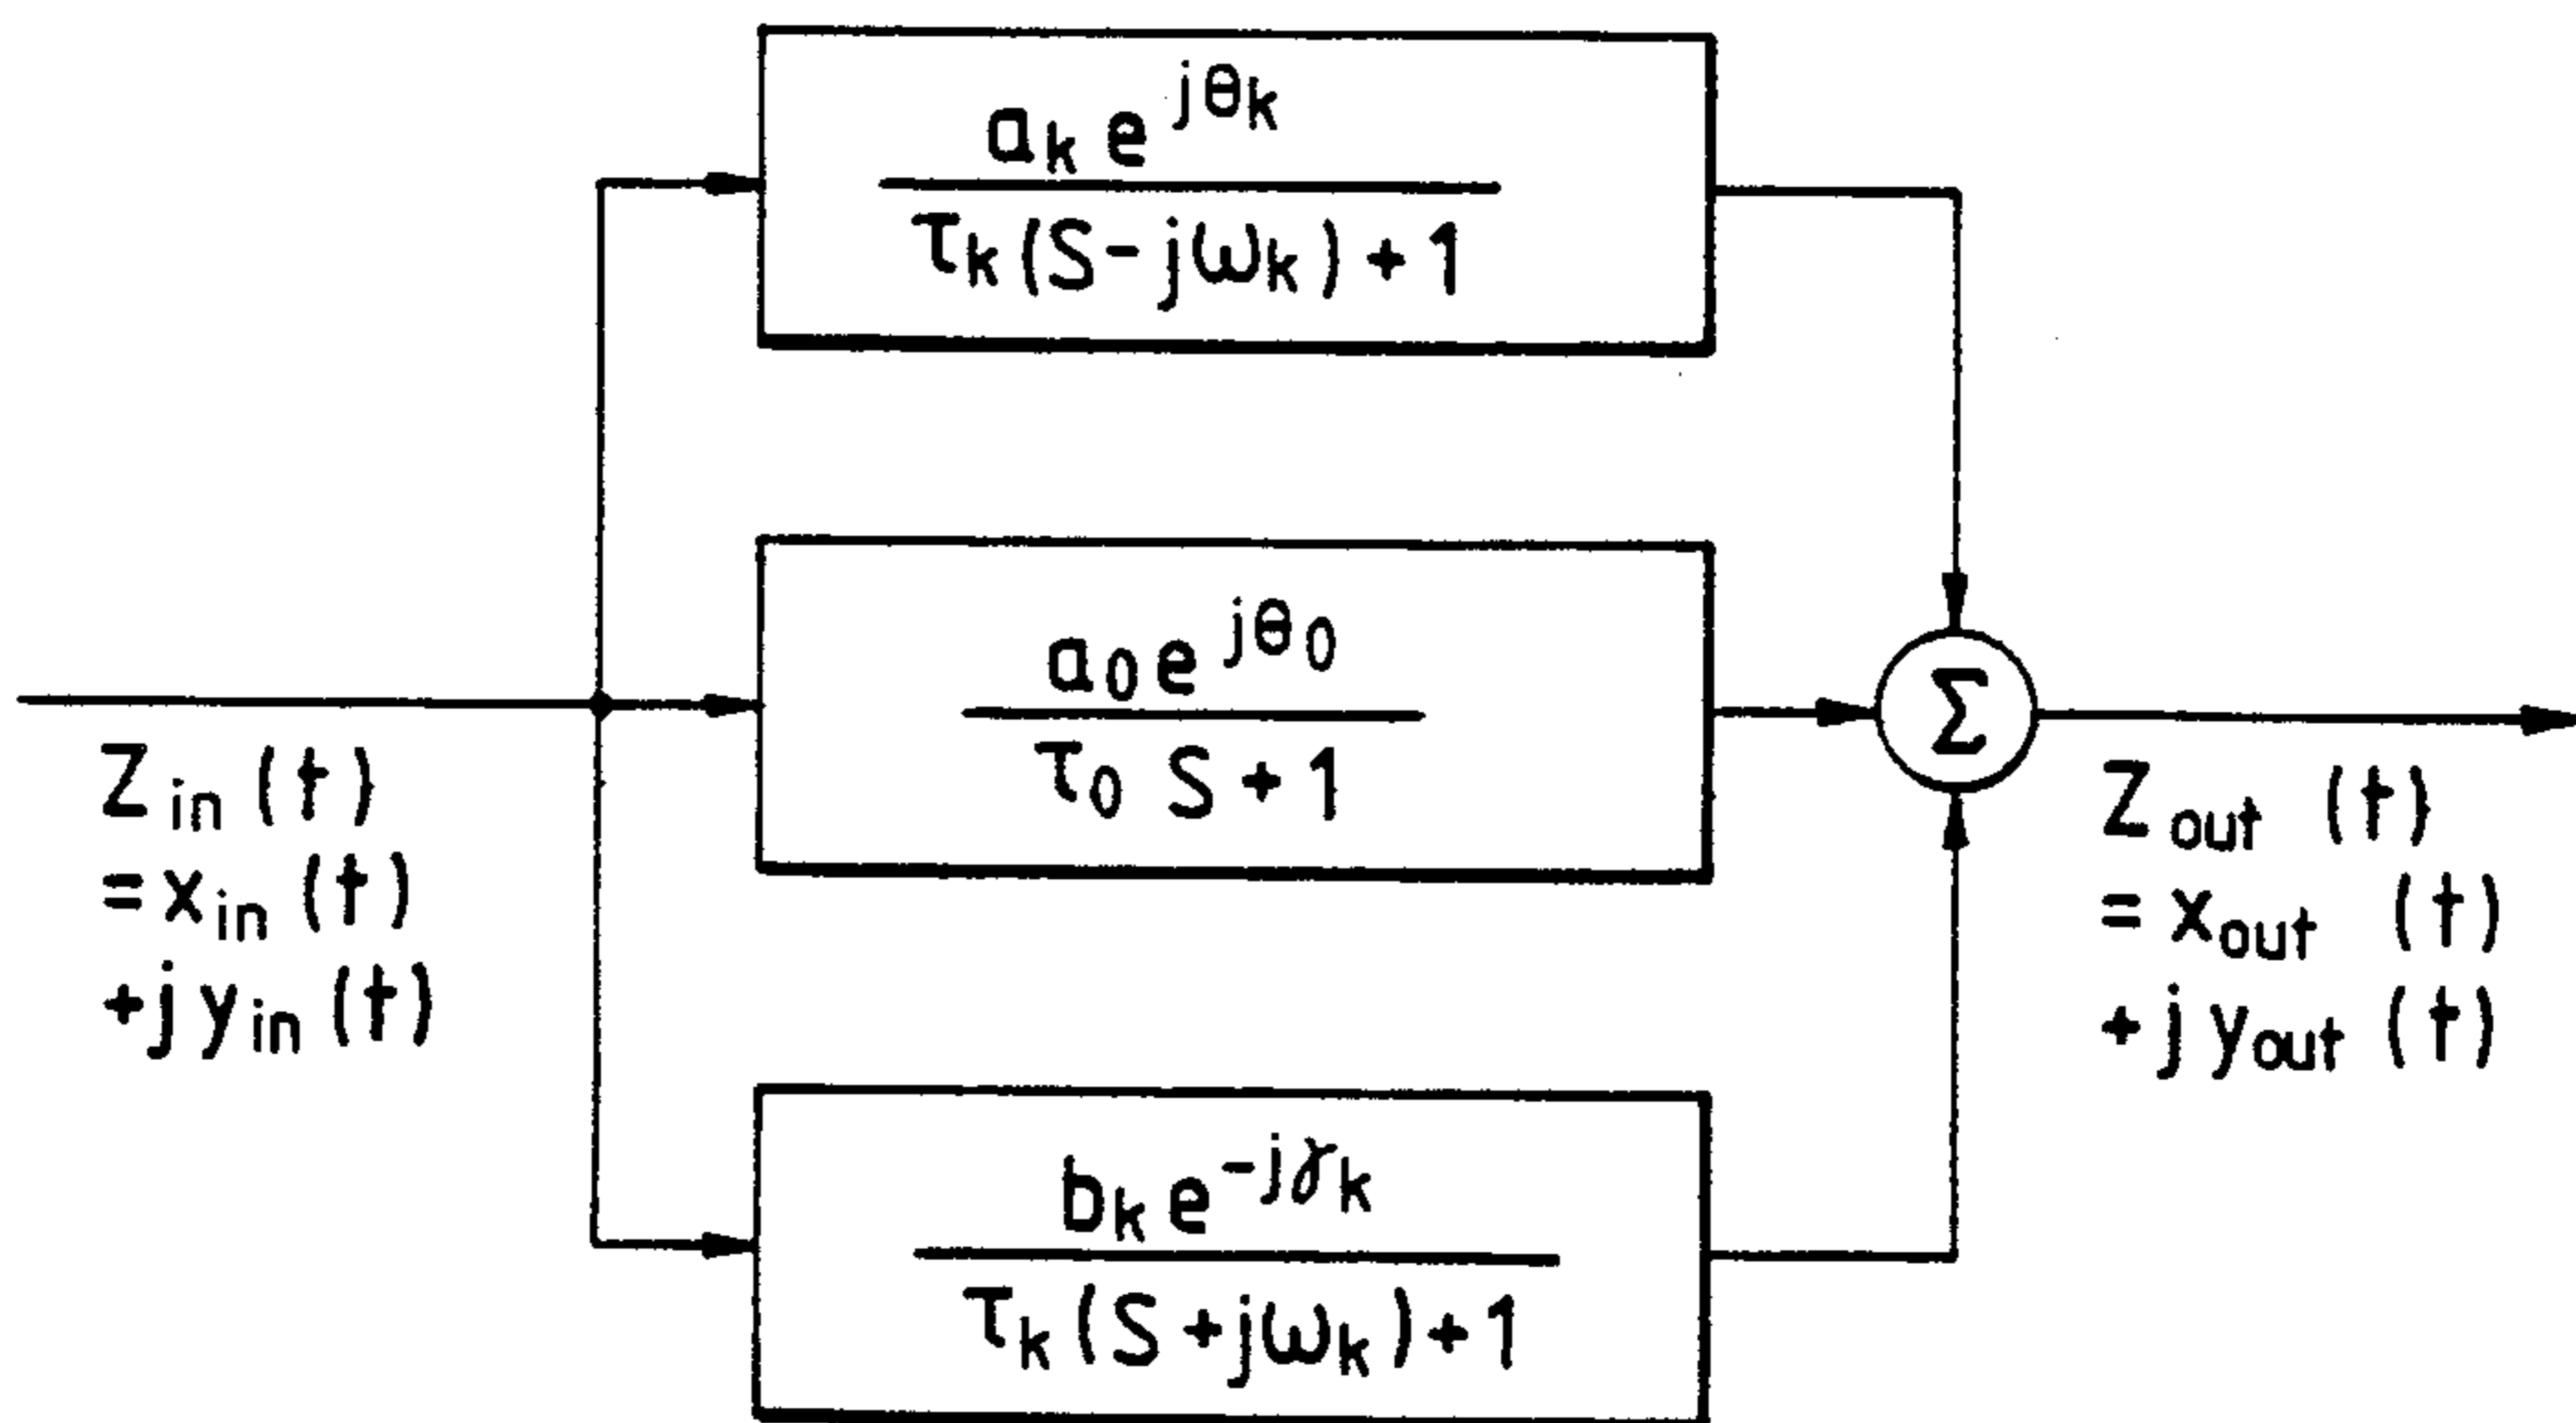 a_k e^{jθ_k}
τ_k (S-jω_k) + 1
a_0 e^{jθ_0}
τ_0 S + 1
Σ
Z_in (t)
= x_in (t)
+j y_in (t)
Z_out (t)
= x_out (t)
+ j y_out (t)
b_k e^{-jγ_k}
τ_k (S + jω_k) + 1